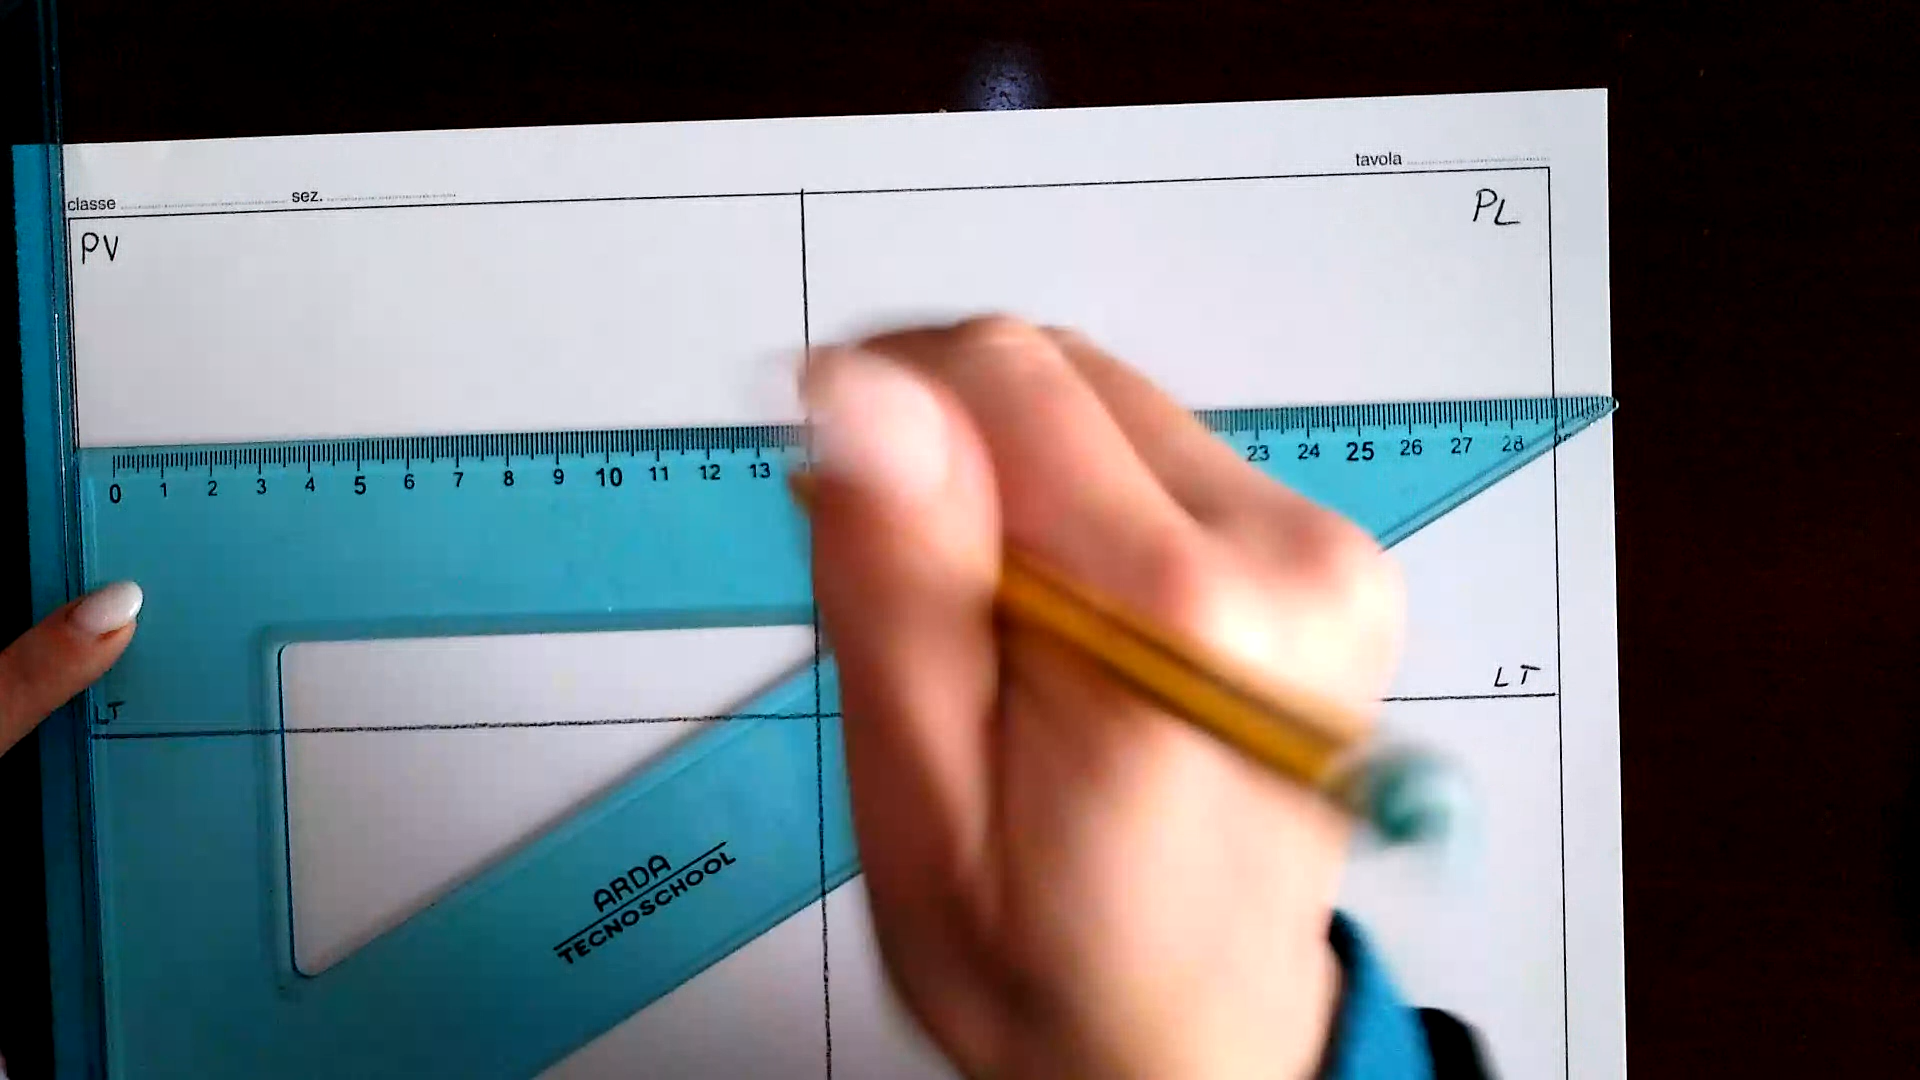 tavola
classe sez.
PV
PL
0 1 2 3 4 5 6 7 8 9 10 11 12 13 23 24 25 26 27 28
LT
LT
ARDA
TECNOSCHOOL